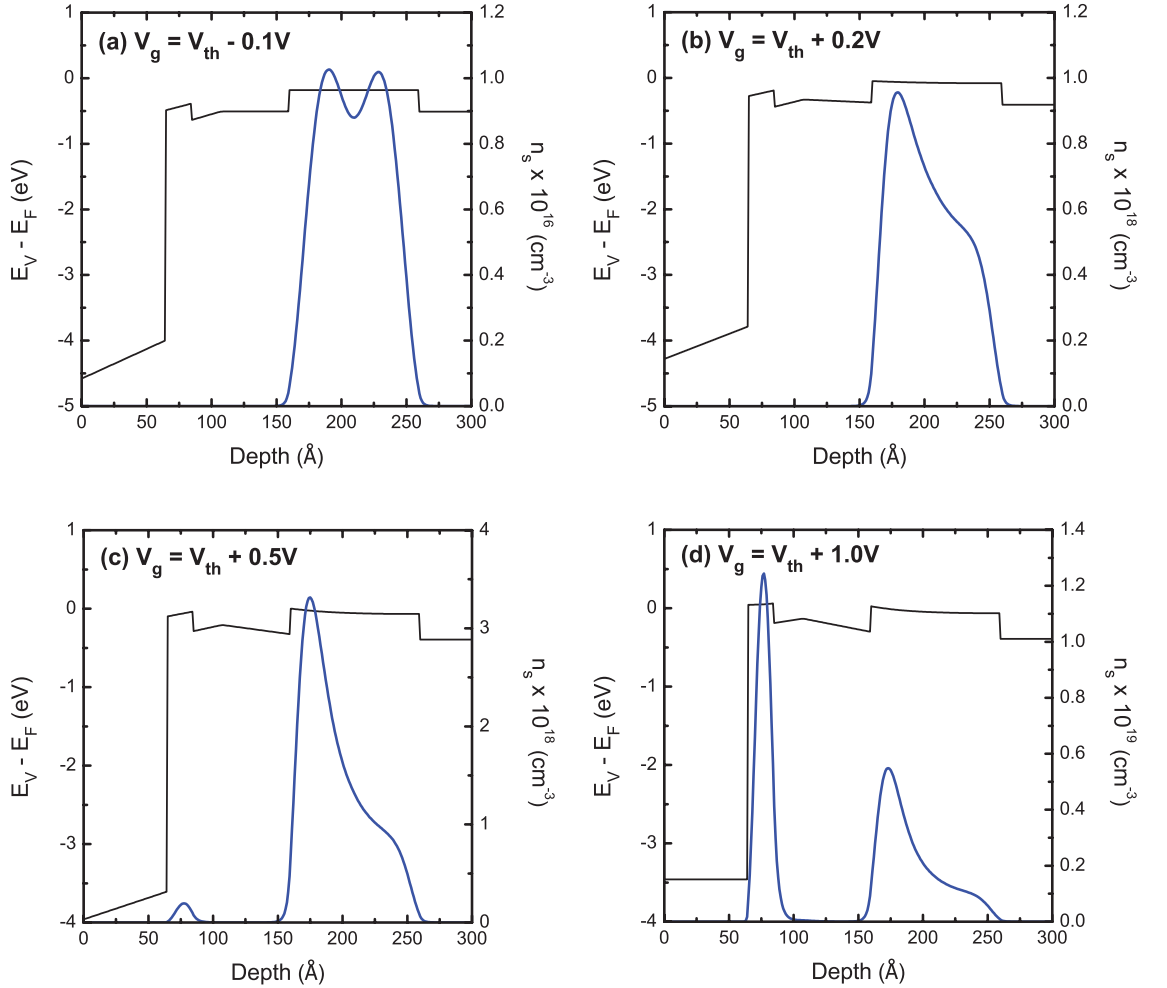 (a) V_g = V_th - 0.1V
1
0
-1
-2
-3
-4
-5
E_V - E_F (eV)
0 50 100 150 200 250 300
Depth (Å)
1.2
1.0
0.8
0.6
0.4
0.2
0.0
n_s x 10^16 (cm^-3)
(b) V_g = V_th + 0.2V
1
0
-1
-2
-3
-4
-5
E_V - E_F (eV)
0 50 100 150 200 250 300
Depth (Å)
1.2
1.0
0.8
0.6
0.4
0.2
0.0
n_s x 10^18 (cm^-3)
(c) V_g = V_th + 0.5V
1
0
-1
-2
-3
-4
E_V - E_F (eV)
0 50 100 150 200 250 300
Depth (Å)
4
3
2
1
0
n_s x 10^18 (cm^-3)
(d) V_g = V_th + 1.0V
1
0
-1
-2
-3
-4
E_V - E_F (eV)
0 50 100 150 200 250 300
Depth (Å)
1.4
1.2
1.0
0.8
0.6
0.4
0.2
0.0
n_s x 10^19 (cm^-3)